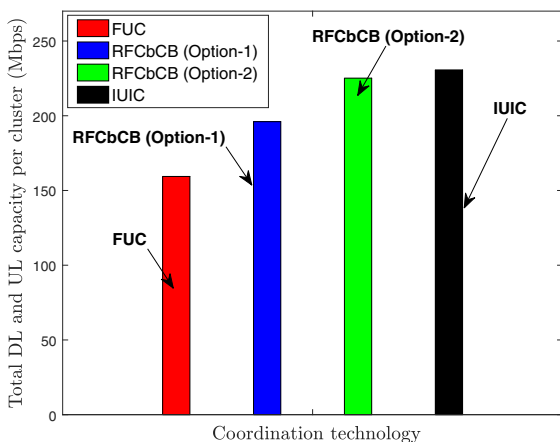 Total DL and UL capacity per cluster (Mbps)
250
200
150
100
50
0
FUC
RFCbCB (Option-1)
RFCbCB (Option-2)
IUIC
RFCbCB (Option-2)
RFCbCB (Option-1)
IUIC
FUC
Coordination technology